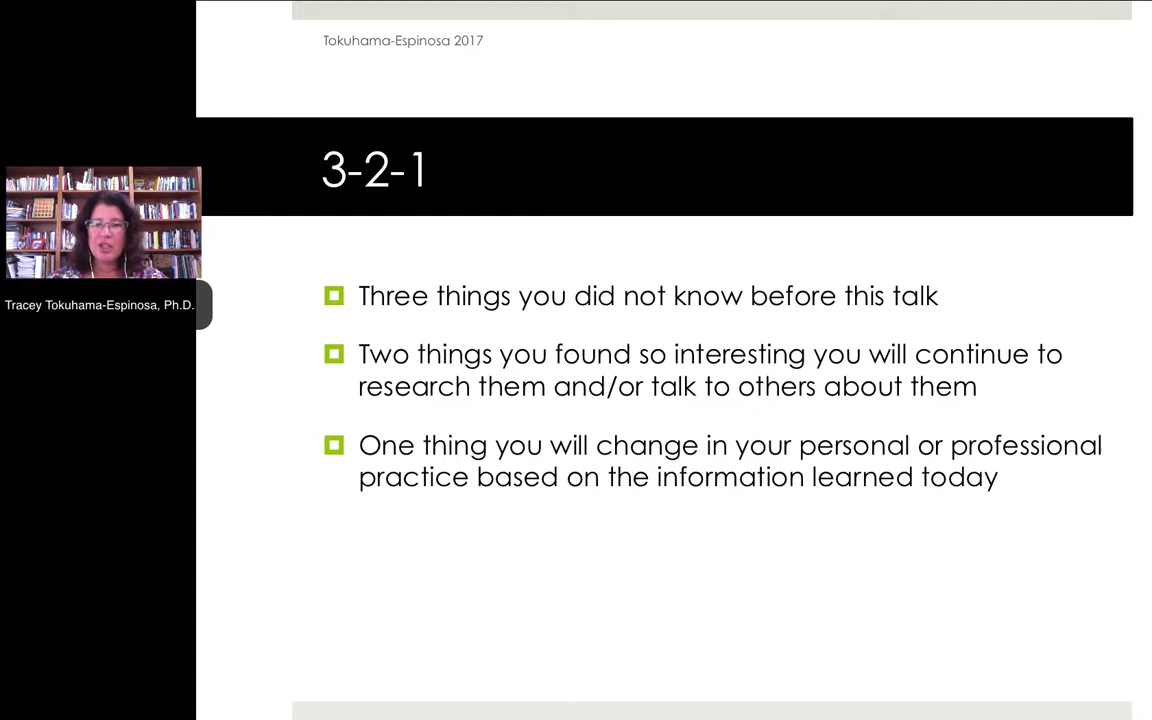 Tokuhama-Espinosa 2017
3-2-1
Tracey Tokuhama-Espinosa, Ph.D.
Three things you did not know before this talk
Two things you found so interesting you will continue to
research them and/or talk to others about them
One thing you will change in your personal or professional
practice based on the information learned today